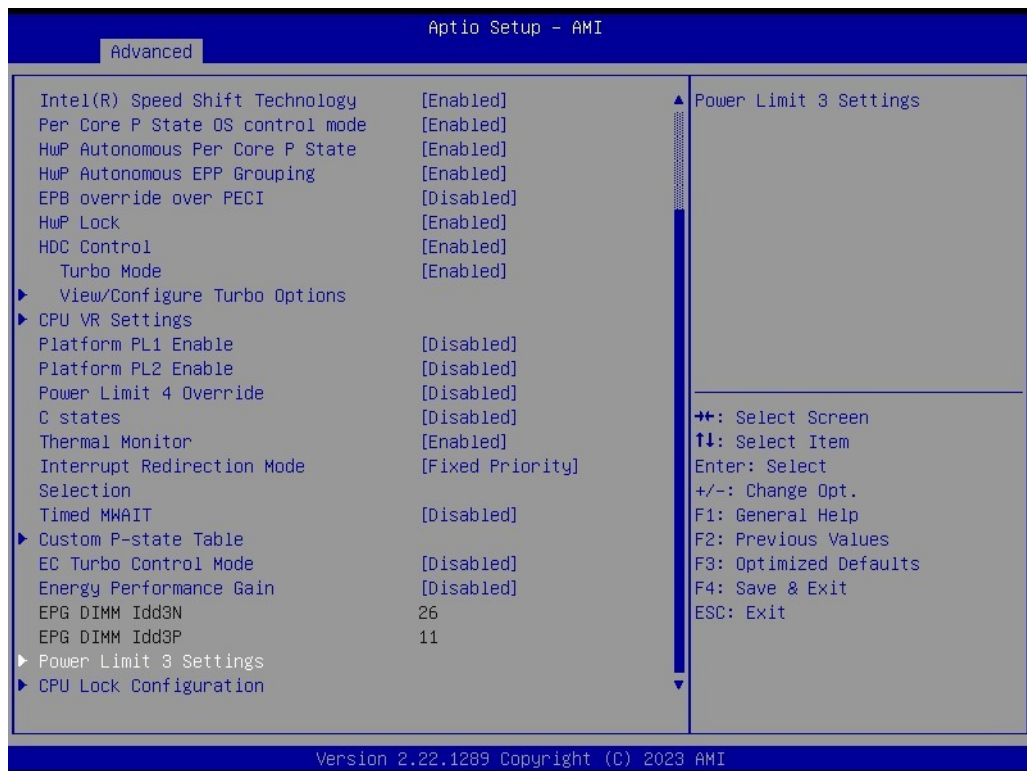 Aptio Setup – AMI
Advanced
Intel(R) Speed Shift Technology [Enabled]
Per Core P State OS control mode [Enabled]
HwP Autonomous Per Core P State [Enabled]
HwP Autonomous EPP Grouping [Enabled]
EPB override over PECI [Disabled]
HwP Lock [Enabled]
HDC Control [Enabled]
Turbo Mode [Enabled]
▶ View/Configure Turbo Options
▶ CPU VR Settings
Platform PL1 Enable [Disabled]
Platform PL2 Enable [Disabled]
Power Limit 4 Override [Disabled]
C states [Disabled]
Thermal Monitor [Enabled]
Interrupt Redirection Mode [Fixed Priority]
Selection
Timed MWAIT [Disabled]
▶ Custom P-state Table
EC Turbo Control Mode [Disabled]
Energy Performance Gain [Disabled]
EPG DIMM Idd3N 26
EPG DIMM Idd3P 11
▶ Power Limit 3 Settings
▶ CPU Lock Configuration
Power Limit 3 Settings
→←: Select Screen
↑↓: Select Item
Enter: Select
+/-: Change Opt.
F1: General Help
F2: Previous Values
F3: Optimized Defaults
F4: Save & Exit
ESC: Exit
Version 2.22.1289 Copyright (C) 2023 AMI